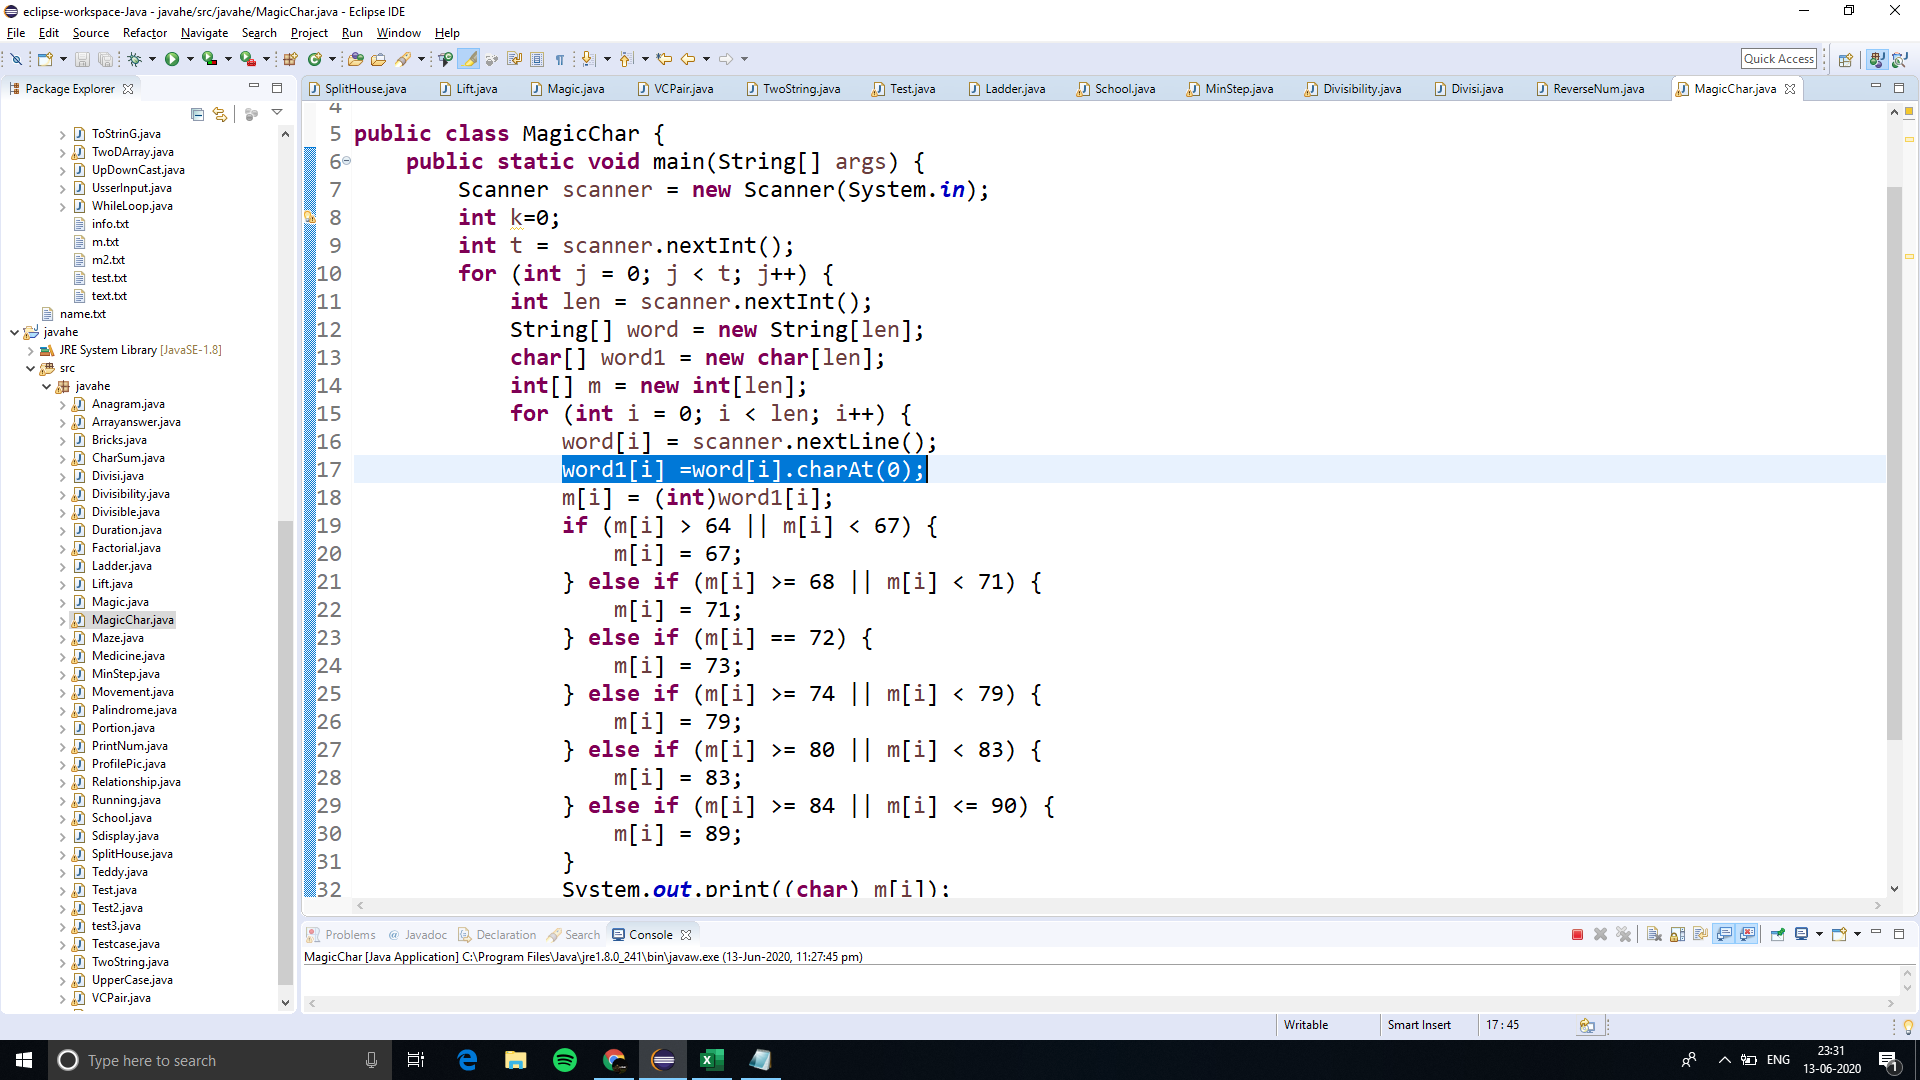 eclipse-workspace-Java - javahe/src/javahe/MagicChar.java - Eclipse IDE
File Edit Source Refactor Navigate Search Project Run Window Help
Quick Access
Package Explorer
SplitHouse.java Lift.java Magic.java VCPair.java TwoString.java Test.java Ladder.java School.java MinStep.java Divisibility.java Divisi.java ReverseNum.java MagicChar.java
ToStrinG.java
TwoDArray.java
UpDownCast.java
UsserInput.java
WhileLoop.java
info.txt
m.txt
m2.txt
test.txt
text.txt
name.txt
javahe
JRE System Library [JavaSE-1.8]
src
javahe
Anagram.java
Arrayanswer.java
Bricks.java
CharSum.java
Divisi.java
Divisibility.java
Divisible.java
Duration.java
Factorial.java
Ladder.java
Lift.java
Magic.java
MagicChar.java
Maze.java
Medicine.java
MinStep.java
Movement.java
Palindrome.java
Portion.java
PrintNum.java
ProfilePic.java
Relationship.java
Running.java
School.java
Sdisplay.java
SplitHouse.java
Teddy.java
Test.java
Test2.java
test3.java
Testcase.java
TwoString.java
UpperCase.java
VCPair.java
4
5 public class MagicChar {
6 public static void main(String[] args) {
7 Scanner scanner = new Scanner(System.in);
8 int k=0;
9 int t = scanner.nextInt();
10 for (int j = 0; j < t; j++) {
11 int len = scanner.nextInt();
12 String[] word = new String[len];
13 char[] word1 = new char[len];
14 int[] m = new int[len];
15 for (int i = 0; i < len; i++) {
16 word[i] = scanner.nextLine();
17 word1[i] =word[i].charAt(0);
18 m[i] = (int)word1[i];
19 if (m[i] > 64 || m[i] < 67) {
20 m[i] = 67;
21 } else if (m[i] >= 68 || m[i] < 71) {
22 m[i] = 71;
23 } else if (m[i] == 72) {
24 m[i] = 73;
25 } else if (m[i] >= 74 || m[i] < 79) {
26 m[i] = 79;
27 } else if (m[i] >= 80 || m[i] < 83) {
28 m[i] = 83;
29 } else if (m[i] >= 84 || m[i] <= 90) {
30 m[i] = 89;
31 }
32 System.out.print((char) m[i]);
Problems @ Javadoc Declaration Search Console
MagicChar [Java Application] C:\Program Files\Java\jre1.8.0_241\bin\javaw.exe (13-Jun-2020, 11:27:45 pm)
Writable Smart Insert 17 : 45
Type here to search
ENG
23:31
13-06-2020
1